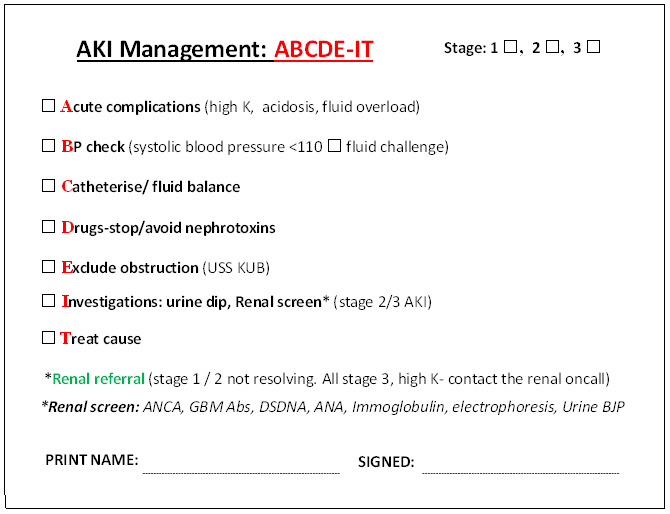 AKI Management: ABCDE-IT
Stage: 1 ☐, 2 ☐, 3 ☐
☐ Acute complications (high K, acidosis, fluid overload)
☐ BP check (systolic blood pressure <110 ☐ fluid challenge)
☐ Catheterise/ fluid balance
☐ Drugs-stop/avoid nephrotoxins
☐ Exclude obstruction (USS KUB)
☐ Investigations: urine dip, Renal screen* (stage 2/3 AKI)
☐ Treat cause
*Renal referral (stage 1 / 2 not resolving. All stage 3, high K- contact the renal oncall)
*Renal screen: ANCA, GBM Abs, DSDNA, ANA, Immoglobulin, electrophoresis, Urine BJP
PRINT NAME: SIGNED: